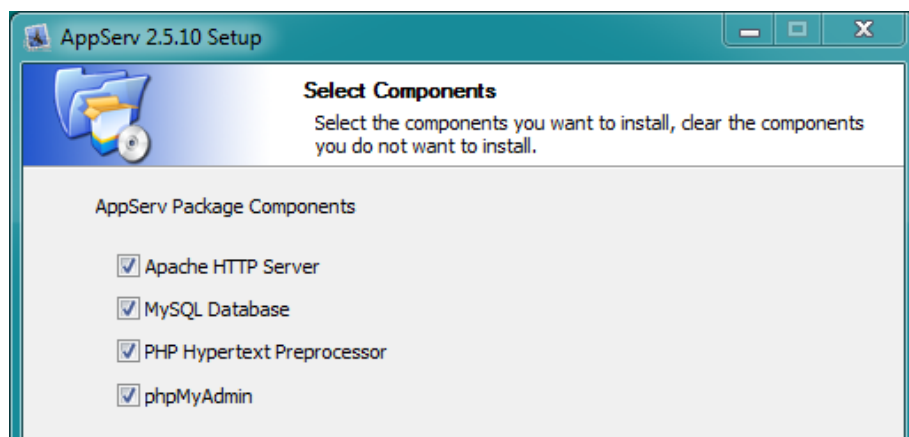 AppServ 2.5.10 Setup
Select Components
Select the components you want to install, clear the components
you do not want to install.
AppServ Package Components
Apache HTTP Server
MySQL Database
PHP Hypertext Preprocessor
phpMyAdmin